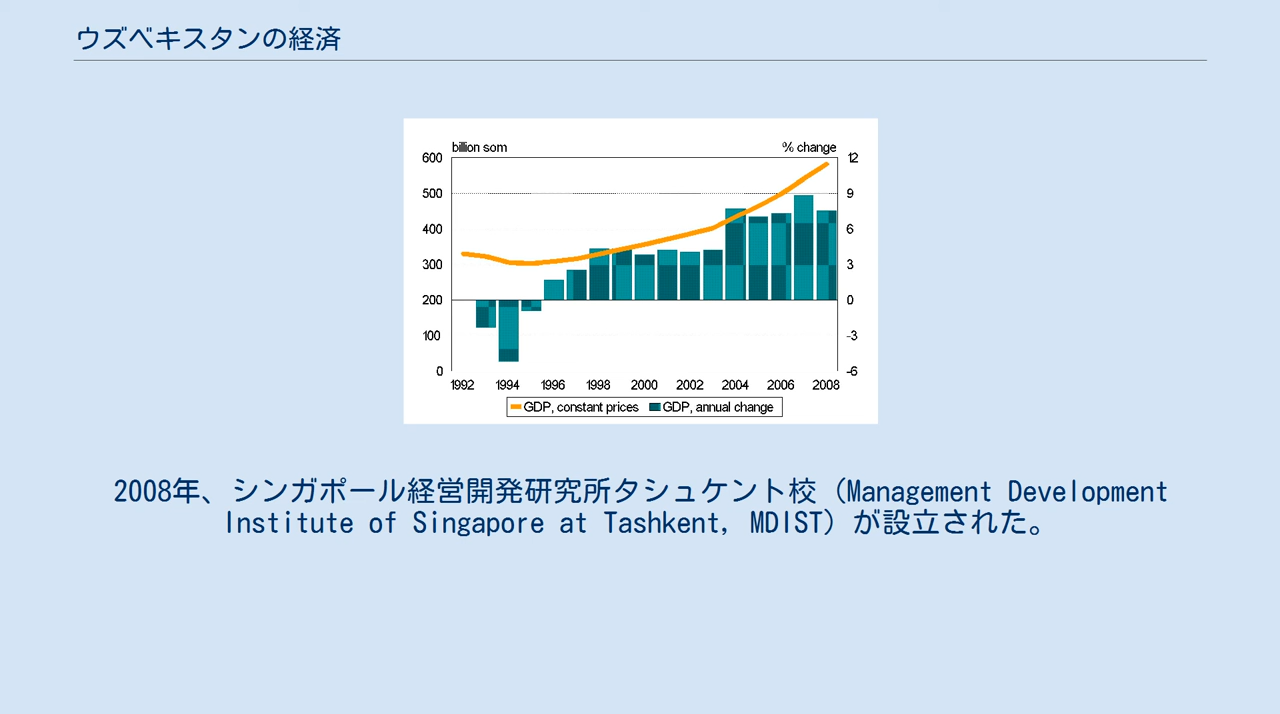 ウズベキスタンの経済
billion som
% change
600
12
500
9
400
6
300
3
200
0
100
-3
0
-6
1992 1994 1996 1998 2000 2002 2004 2006 2008
GDP, constant prices GDP, annual change
2008年、シンガポール経営開発研究所タシュケント校（Management Development
Institute of Singapore at Tashkent, MDIST）が設立された。